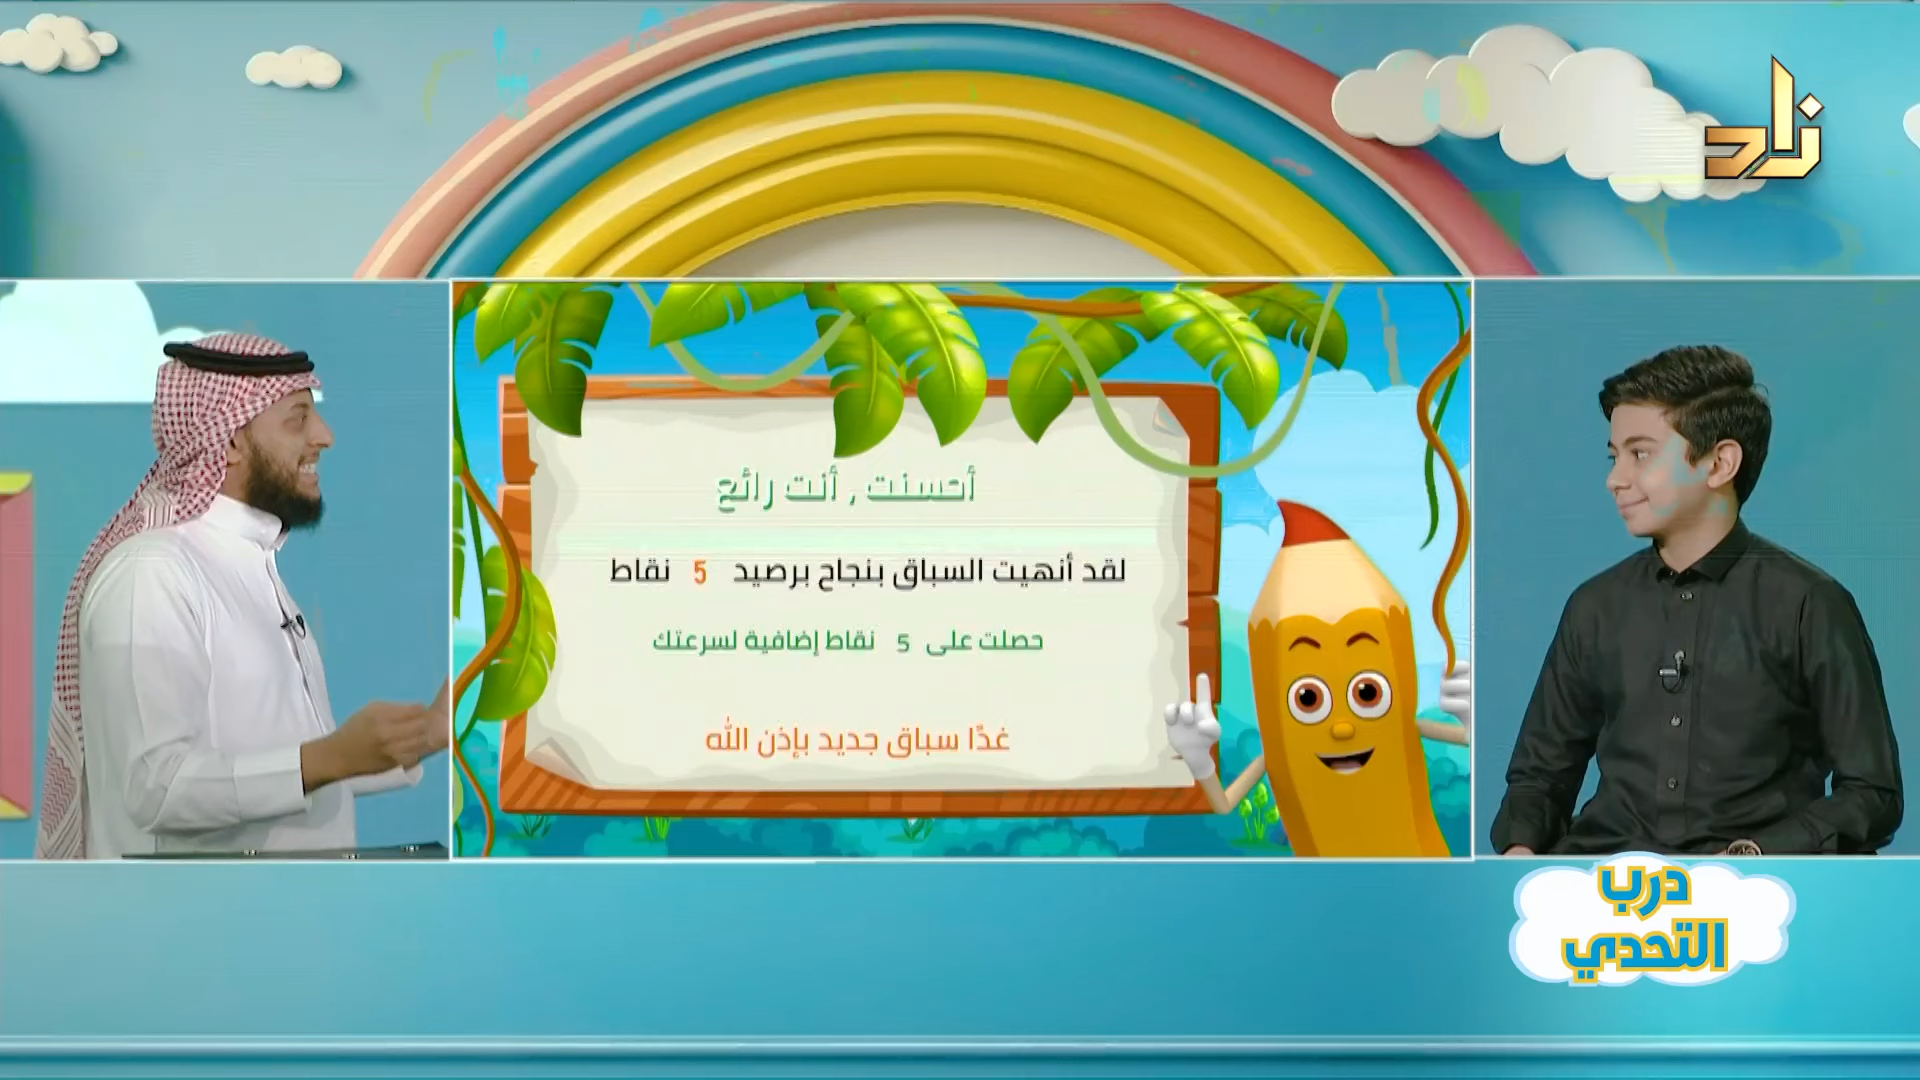 زاد
أحسنت , أنت رائع
لقد أنهيت السباق بنجاح برصيد 5 نقاط
حصلت على 5 نقاط إضافية لسرعتك
غدًا سباق جديد بإذن الله
درب
التحدي